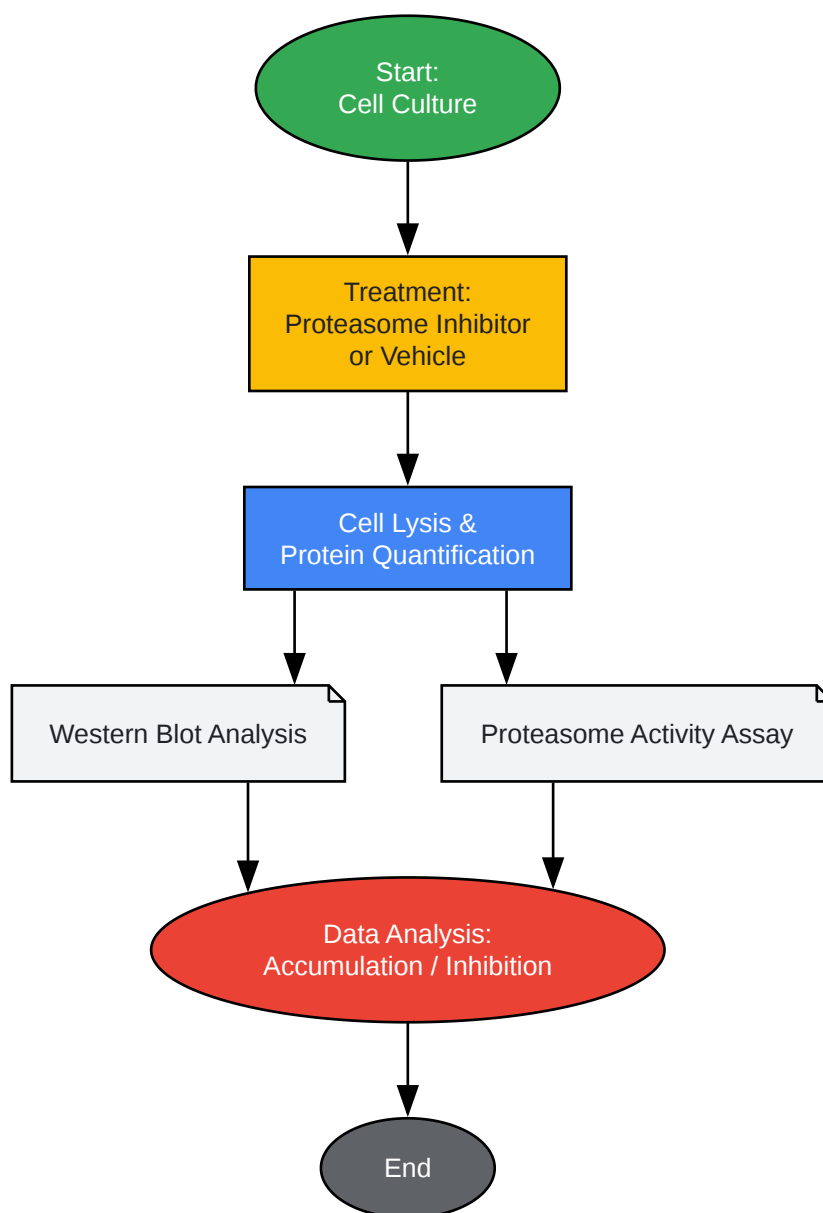 Start:
Cell Culture
Treatment:
Proteasome Inhibitor
or Vehicle
Cell Lysis &
Protein Quantification
Western Blot Analysis
Proteasome Activity Assay
Data Analysis:
Accumulation / Inhibition
End